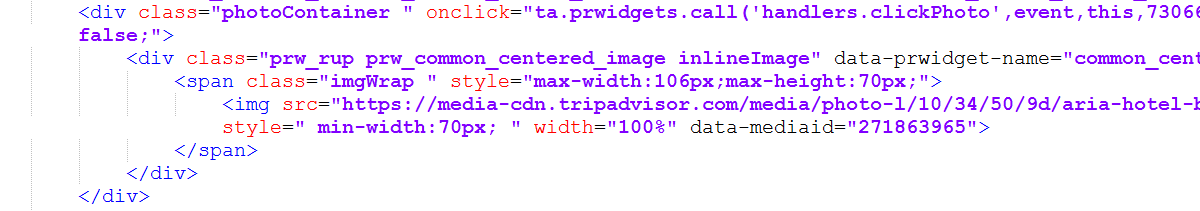 <div class="photoContainer " onclick="ta.prwidgets.call('handlers.clickPhoto',event,this,73066
false;">
<div class="prw_rup prw_common_centered_image inlineImage" data-prwidget-name="common_cent
<span class="imgWrap " style="max-width:106px;max-height:70px;">
<img src="https://media-cdn.tripadvisor.com/media/photo-l/10/34/50/9d/aria-hotel-b
style=" min-width:70px; " width="100%" data-mediaid="271863965">
</span>
</div>
</div>